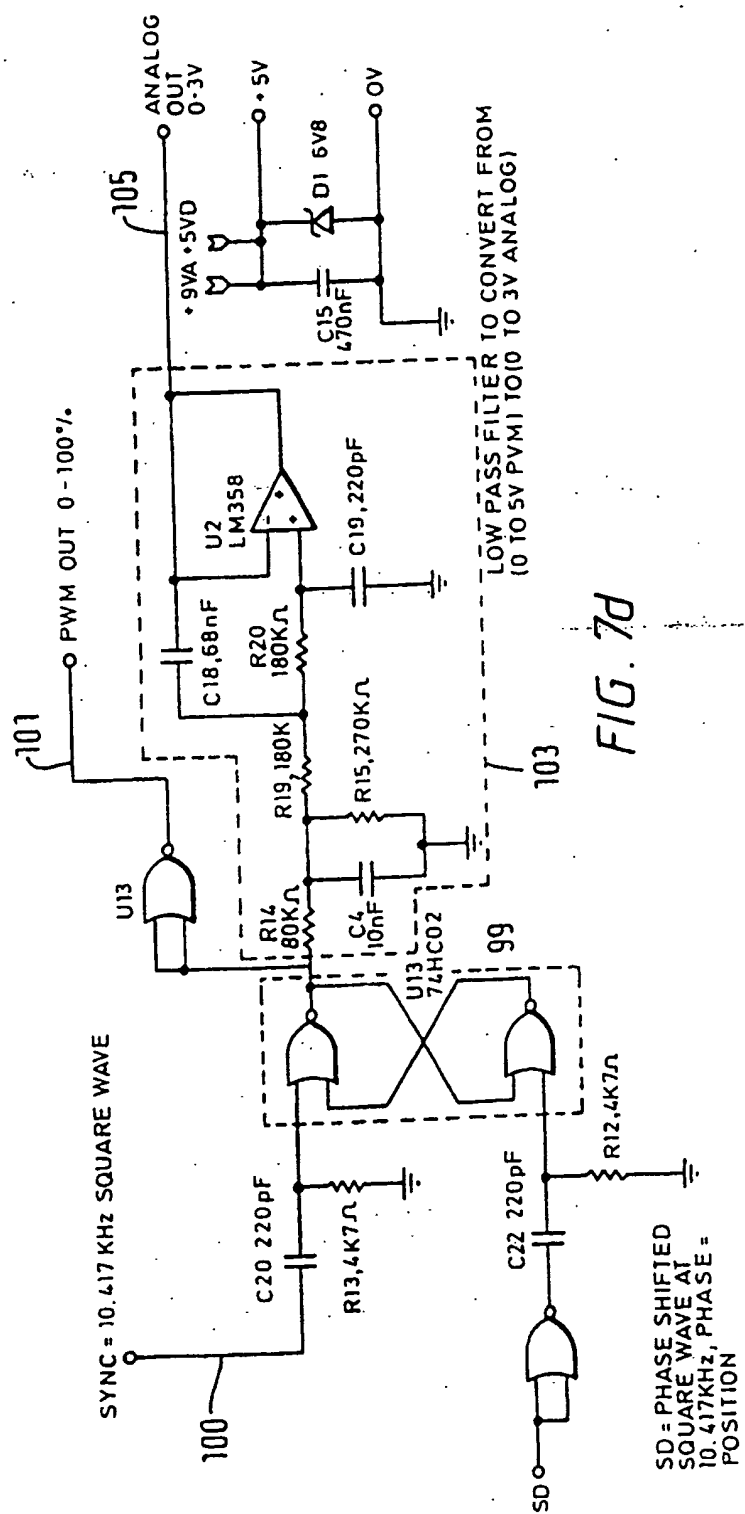 SYNC = 10.417 KHz SQUARE WAVE
100
C20 220pF
R13,4K7Ω
SD
SD = PHASE SHIFTED
SQUARE WAVE AT
10.417KHz, PHASE =
POSITION
C22 220pF
R12,4K7Ω
U13
74HC02
99
U13
101
PWM OUT 0-100%
R14
80KΩ
C4
10nF
R19,180K
R15,270KΩ
C18,68nF
R20
180KΩ
U2
LM358
-
+
C19,220pF
103
LOW PASS FILTER TO CONVERT FROM
(0 TO 5V PVM) TO(0 TO 3V ANALOG)
105
ANALOG
OUT
0-3V
+9VA +5VD
+5V
C15
470nF
D1 6V8
0V
FIG. 7d